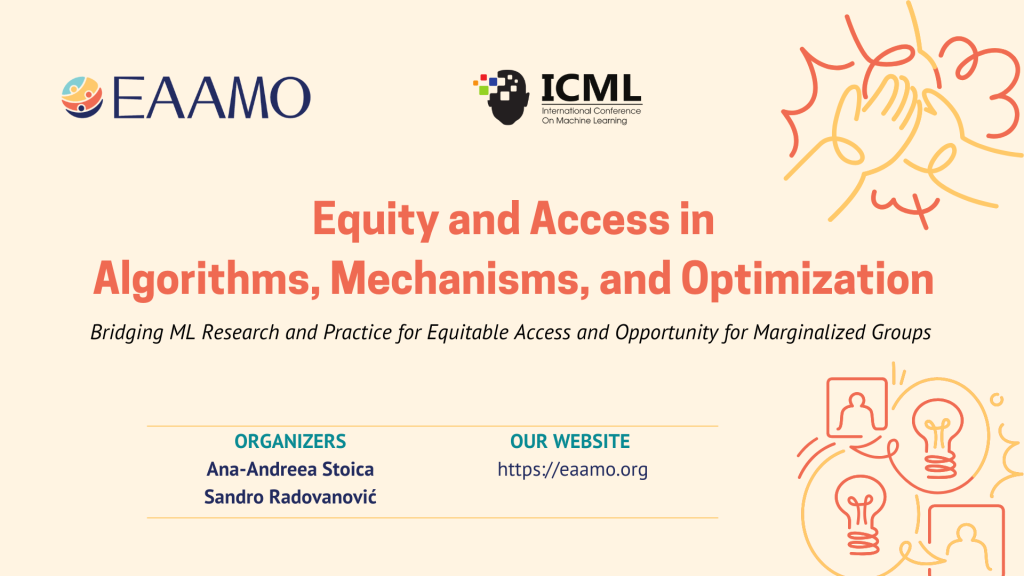 EAAMO
ICML
International Conference
On Machine Learning
Equity and Access in
Algorithms, Mechanisms, and Optimization
Bridging ML Research and Practice for Equitable Access and Opportunity for Marginalized Groups
ORGANIZERS
Ana-Andreea Stoica
Sandro Radovanović
OUR WEBSITE
https://eaamo.org